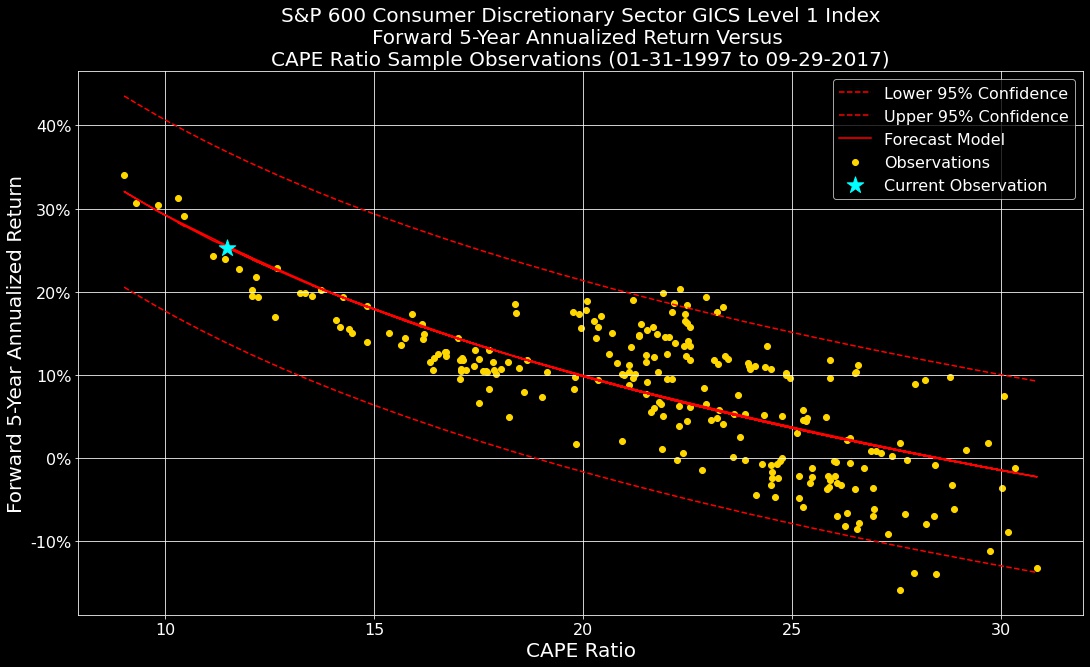 S&P 600 Consumer Discretionary Sector GICS Level 1 Index
Forward 5-Year Annualized Return Versus
CAPE Ratio Sample Observations (01-31-1997 to 09-29-2017)
Lower 95% Confidence
Upper 95% Confidence
Forecast Model
Observations
Current Observation
Forward 5-Year Annualized Return
40%
30%
20%
10%
0%
-10%
10 15 20 25 30
CAPE Ratio